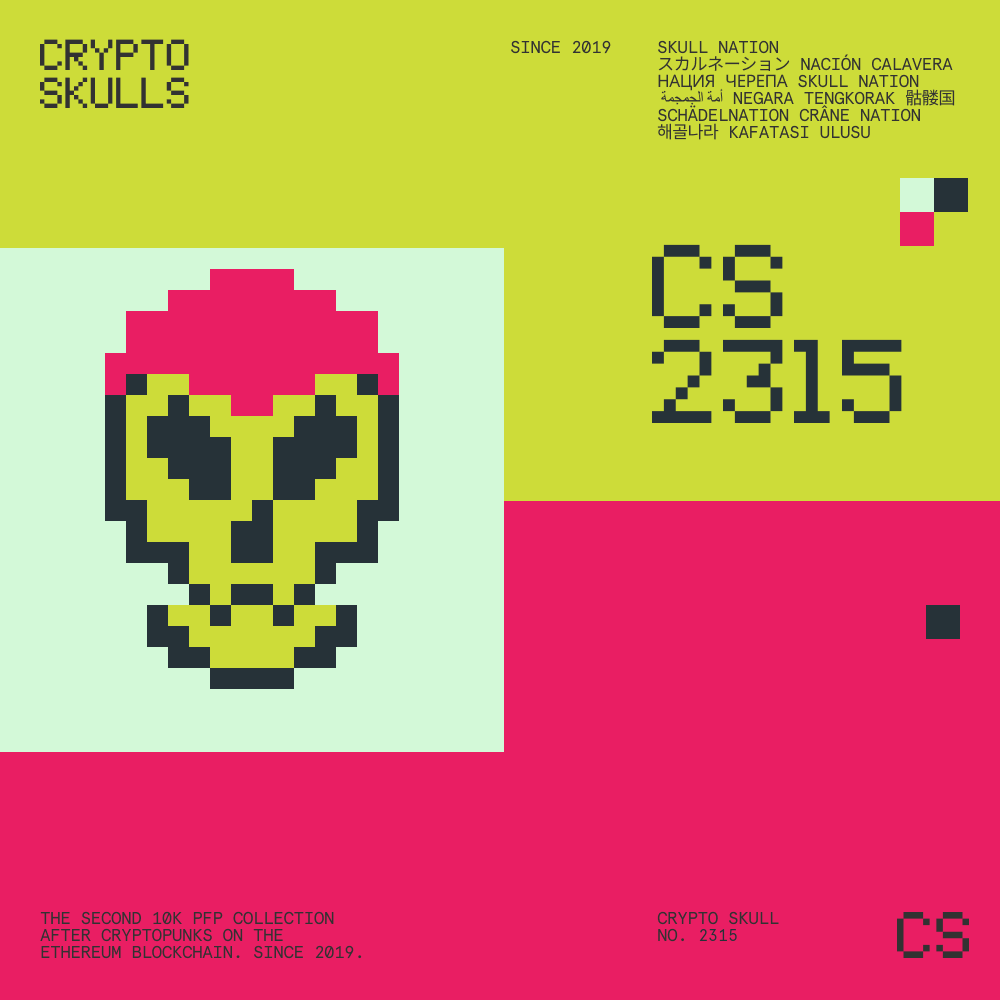 CRYPTO
SKULLS
SINCE 2019
SKULL NATION
スカルネーション NACIÓN CALAVERA
НАЦИЯ ЧЕРЕПА SKULL NATION
أمة الجمجمة NEGARA TENGKORAK 骷髅国
SCHÄDELNATION CRÂNE NATION
해골나라 KAFATASI ULUSU
CS
2315
THE SECOND 10K PFP COLLECTION
AFTER CRYPTOPUNKS ON THE
ETHEREUM BLOCKCHAIN. SINCE 2019.
CRYPTO SKULL
NO. 2315
CS